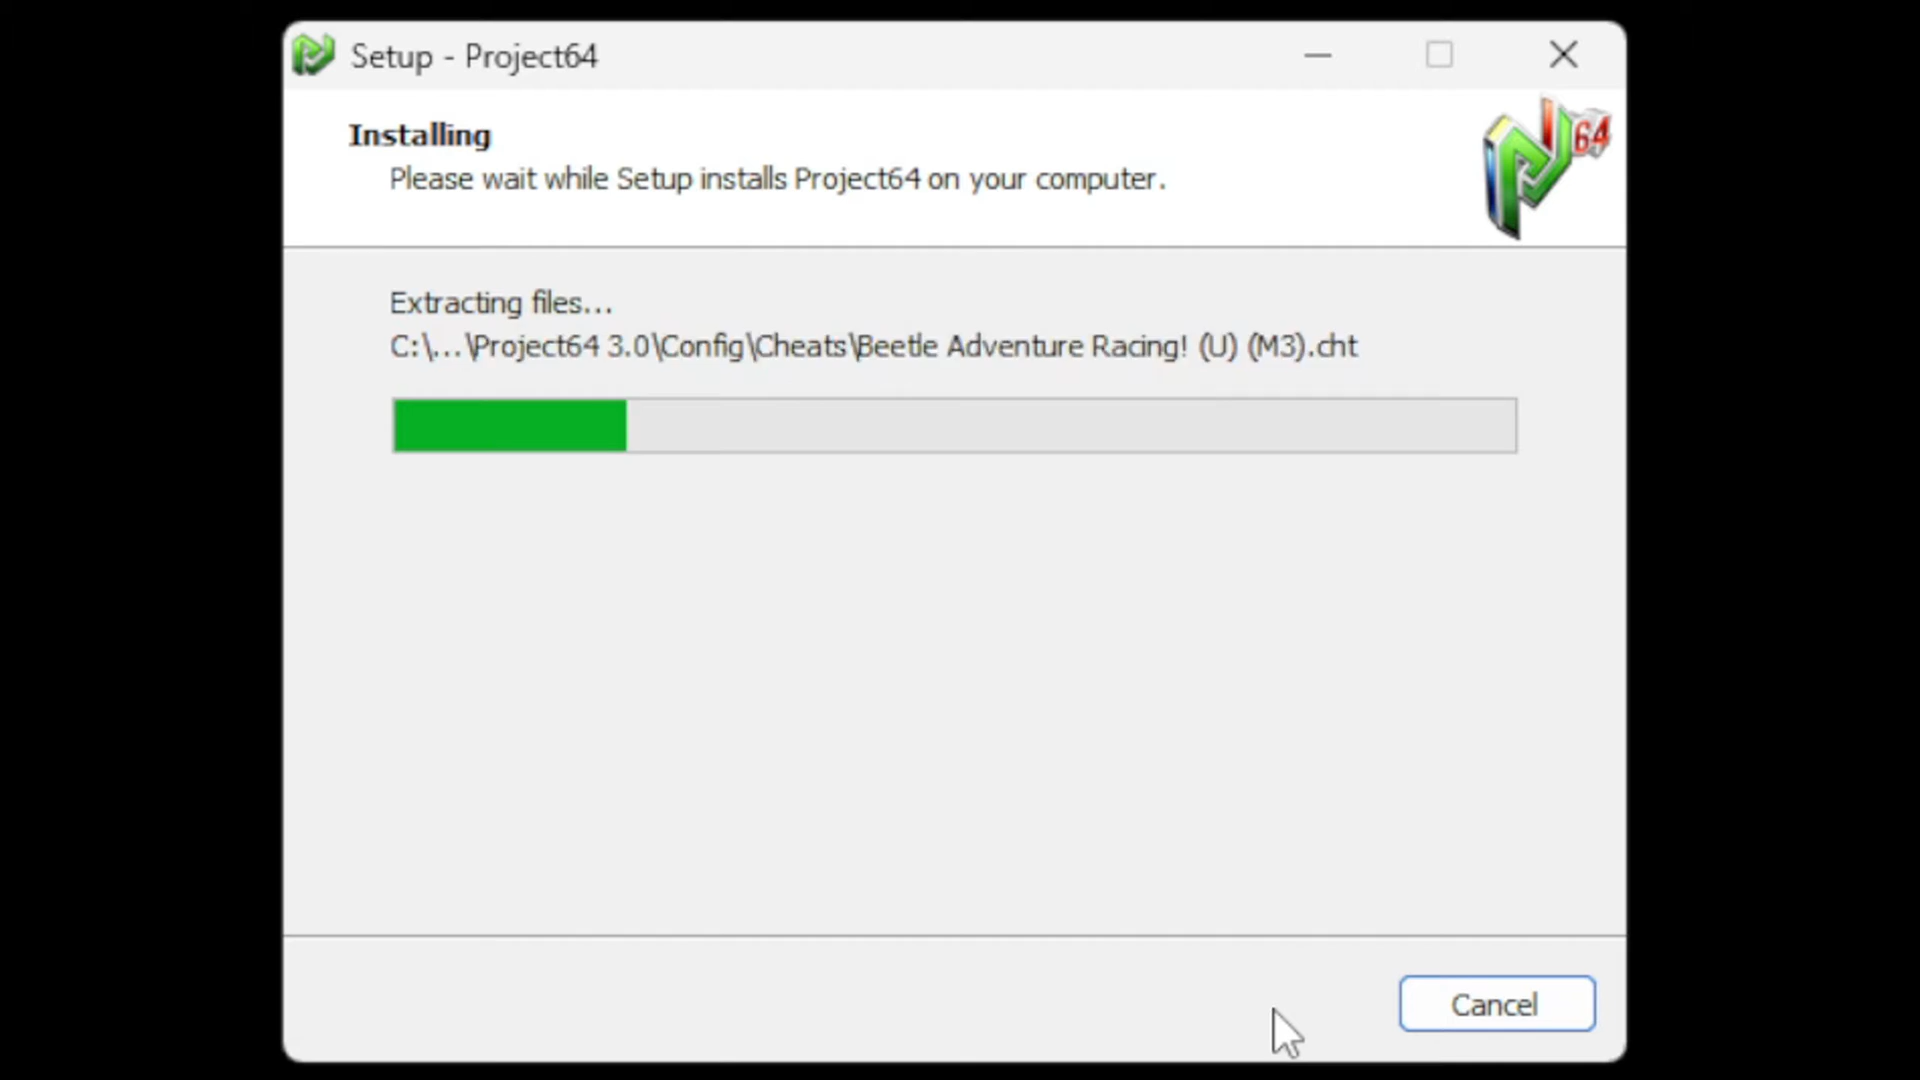 Setup - Project64
Installing
Please wait while Setup installs Project64 on your computer.
64
Extracting files...
C:\...\Project64 3.0\Config\Cheats\Beetle Adventure Racing! (U) (M3).cht
Cancel